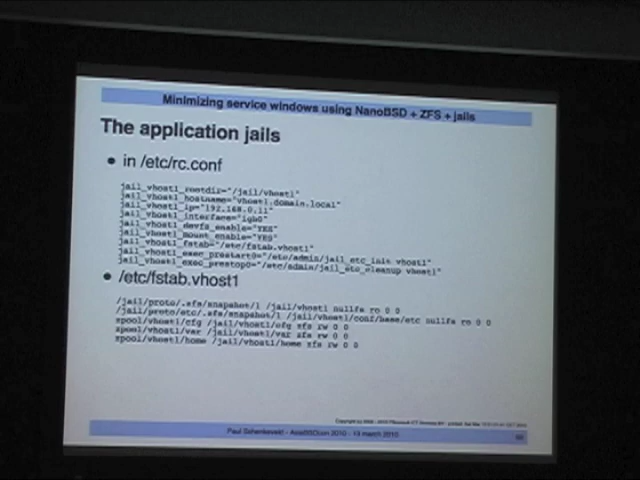 Minimizing service windows using NanoBSD + ZFS + jails
The application jails
• in /etc/rc.conf
jail_vhost1_rootdir="/jail/vhost1"
jail_vhost1_hostname="vhost1.domain.local"
jail_vhost1_ip="192.168.0.11"
jail_vhost1_interface="igb0"
jail_vhost1_devfs_enable="YES"
jail_vhost1_mount_enable="YES"
jail_vhost1_fstab="/etc/fstab.vhost1"
jail_vhost1_exec_prestart0="/etc/admin/jail_etc_init vhost1"
jail_vhost1_exec_prestop0="/etc/admin/jail_etc_cleanup vhost1"
• /etc/fstab.vhost1
/jail/proto/.zfs/snapshot/1 /jail/vhost1 nullfs ro 0 0
/jail/proto/etc/.zfs/snapshot/1 /jail/vhost1/conf/base/etc nullfs ro 0 0
zpool/vhost1/cfg /jail/vhost1/cfg zfs rw 0 0
zpool/vhost1/var /jail/vhost1/var zfs rw 0 0
zpool/vhost1/home /jail/vhost1/home zfs rw 0 0
Paul Schenkeveld - AsiaBSDCon 2010 - 13 march 2010